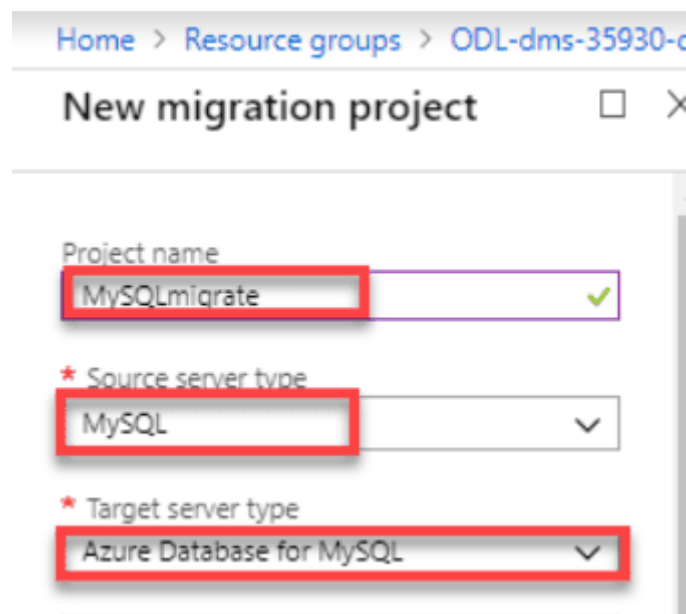 Home > Resource groups > ODL-dms-35930-
New migration project
Project name
MySQLmigrate
* Source server type
MySQL
* Target server type
Azure Database for MySQL